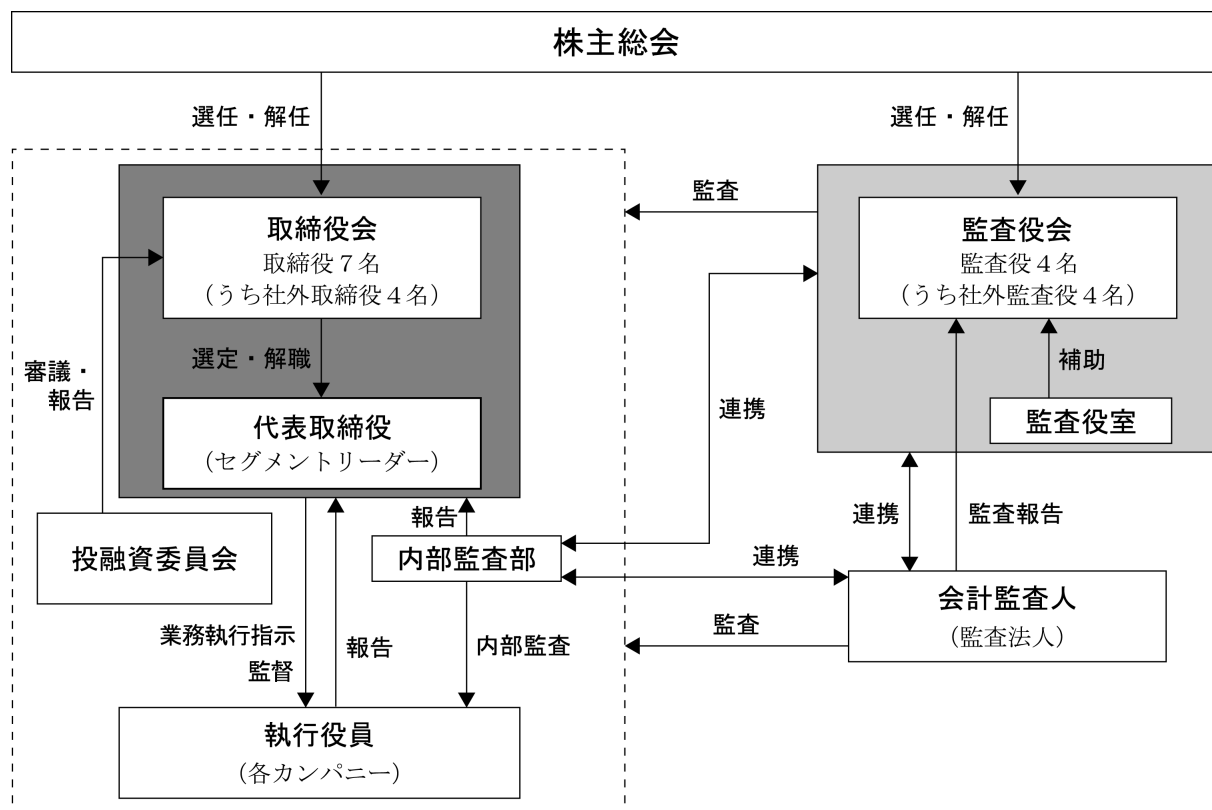 株主総会
選任・解任
選任・解任
監査
取締役会
取締役７名
（うち社外取締役４名）
監査役会
監査役４名
（うち社外監査役４名）
選定・解職
審議・
報告
補助
連携
代表取締役
（セグメントリーダー）
監査役室
報告
連携
監査報告
投融資委員会
内部監査部
連携
会計監査人
（監査法人）
業務執行指示
監督
報告
内部監査
監査
執行役員
（各カンパニー）